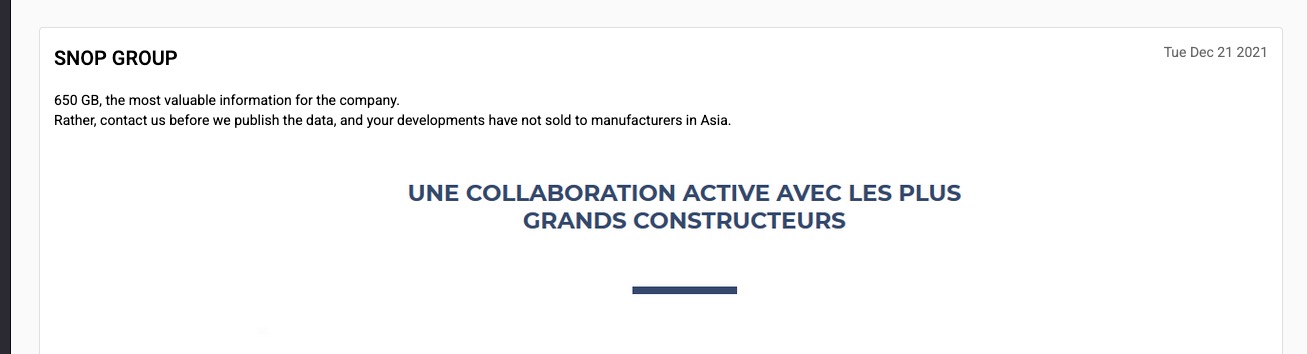 SNOP GROUP
Tue Dec 21 2021
650 GB, the most valuable information for the company.
Rather, contact us before we publish the data, and your developments have not sold to manufacturers in Asia.
UNE COLLABORATION ACTIVE AVEC LES PLUS
GRANDS CONSTRUCTEURS